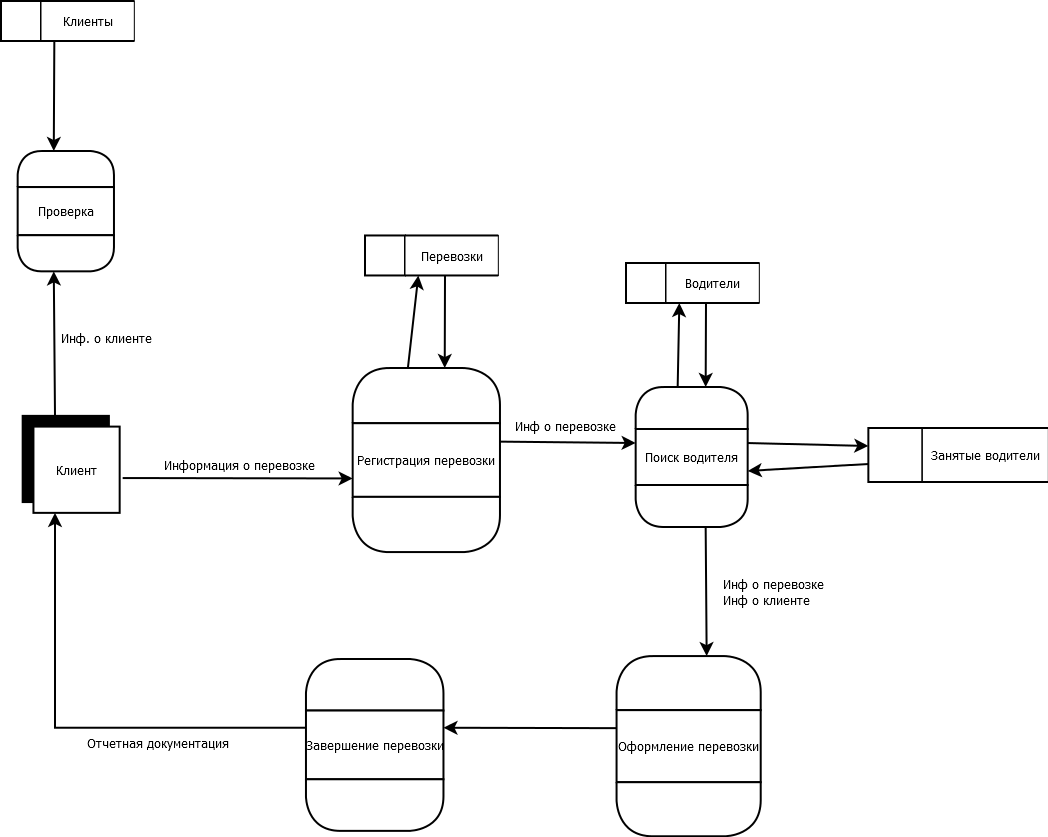 Клиенты
Проверка
Инф. о клиенте
Перевозки
Водители
Клиент
Информация о перевозке
Регистрация перевозки
Инф о перевозке
Поиск водителя
Занятые водители
Инф о перевозке
Инф о клиенте
Отчетная документация
Завершение перевозки
Оформление перевозки